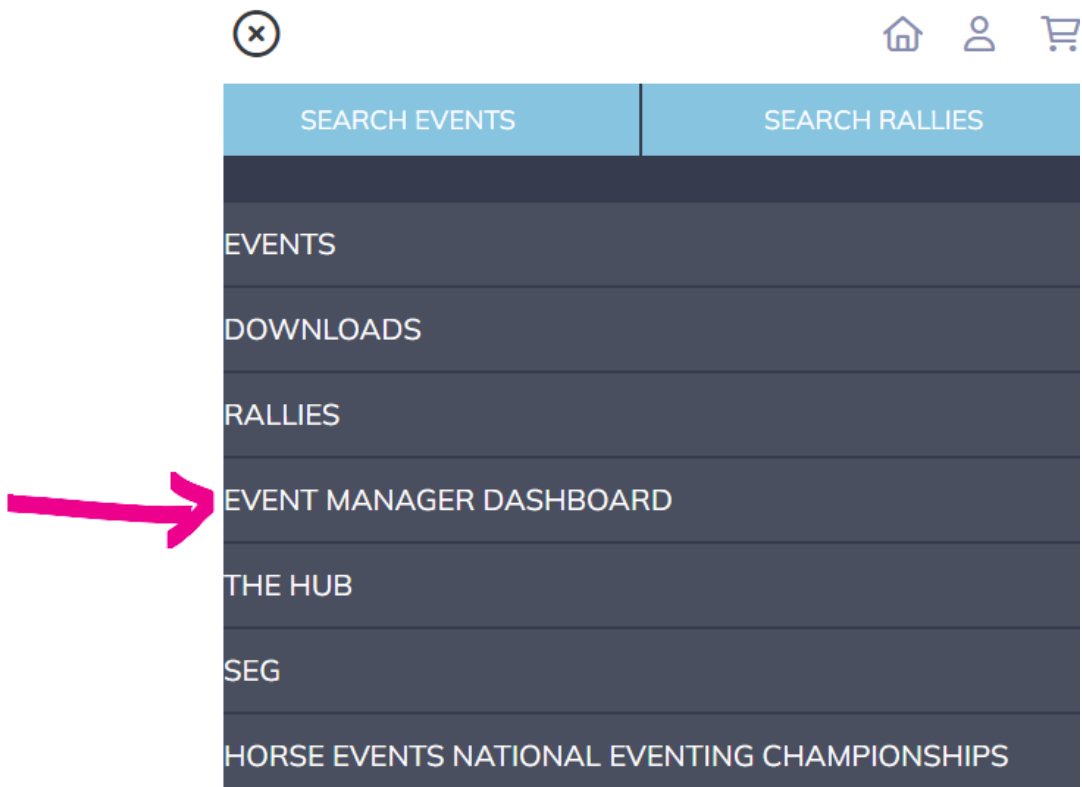 SEARCH EVENTS SEARCH RALLIES
EVENTS
DOWNLOADS
RALLIES
EVENT MANAGER DASHBOARD
THE HUB
SEG
HORSE EVENTS NATIONAL EVENTING CHAMPIONSHIPS